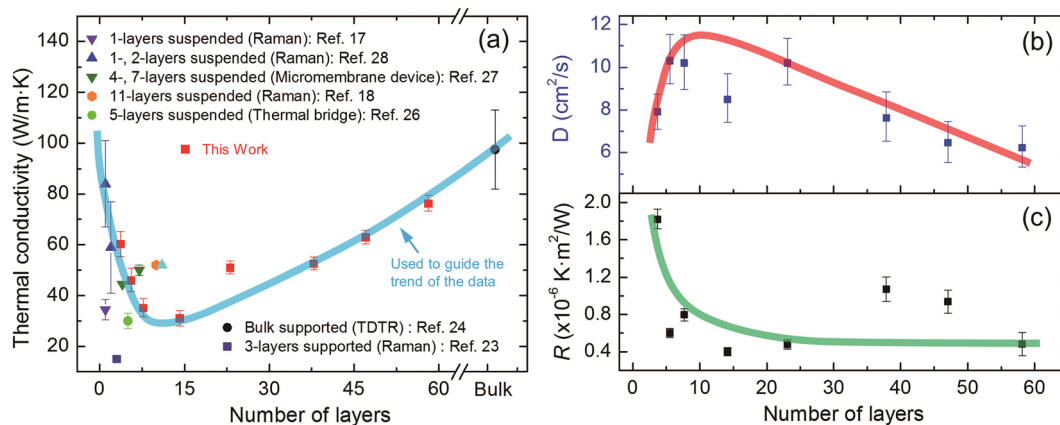 (a)
1-layers suspended (Raman): Ref. 17
1-, 2-layers suspended (Raman): Ref. 28
4-, 7-layers suspended (Micromembrane device): Ref. 27
11-layers suspended (Raman): Ref. 18
5-layers suspended (Thermal bridge): Ref. 26
This Work
Used to guide the
trend of the data
Bulk supported (TDTR) : Ref. 24
3-layers supported (Raman) : Ref. 23
Thermal conductivity (W/m·K)
140
120
100
80
60
40
20
0 15 30 45 60 Bulk
Number of layers
(b)
D (cm²/s)
12
10
8
6
(c)
R (x10⁻⁶ K·m²/W)
2.0
1.6
1.2
0.8
0.4
0 10 20 30 40 50 60
Number of layers